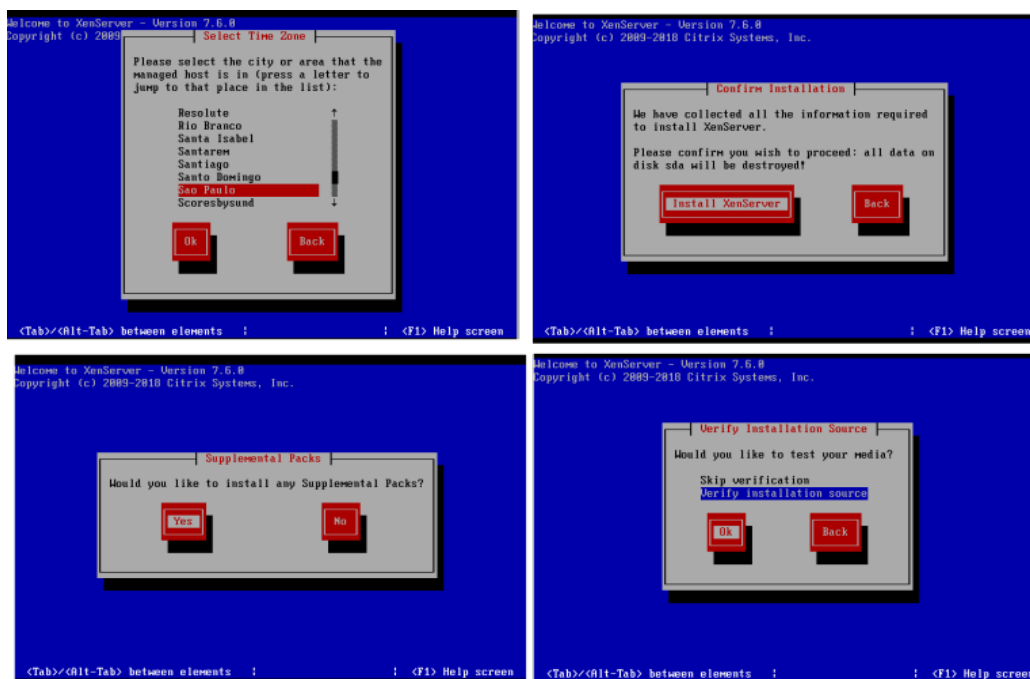 Welcome to XenServer - Version 7.6.0
Copyright (c) 2009
Select Time Zone
Please select the city or area that the
managed host is in (press a letter to
jump to that place in the list):
Resolute
Rio Branco
Santa Isabel
Santarem
Santiago
Santo Domingo
Sao Paulo
Scoresbysund
Ok
Back
<Tab>/<Alt-Tab> between elements | | <F1> Help screen
Welcome to XenServer - Version 7.6.0
Copyright (c) 2009-2018 Citrix Systems, Inc.
Confirm Installation
We have collected all the information required
to install XenServer.
Please confirm you wish to proceed: all data on
disk sda will be destroyed!
Install XenServer
Back
<Tab>/<Alt-Tab> between elements | | <F1> Help screen
Welcome to XenServer - Version 7.6.0
Copyright (c) 2009-2018 Citrix Systems, Inc.
Supplemental Packs
Would you like to install any Supplemental Packs?
Yes
No
<Tab>/<Alt-Tab> between elements | | <F1> Help screen
Welcome to XenServer - Version 7.6.0
Copyright (c) 2009-2018 Citrix Systems, Inc.
Verify Installation Source
Would you like to test your media?
Skip verification
Verify installation source
Ok
Back
<Tab>/<Alt-Tab> between elements | | <F1> Help screen